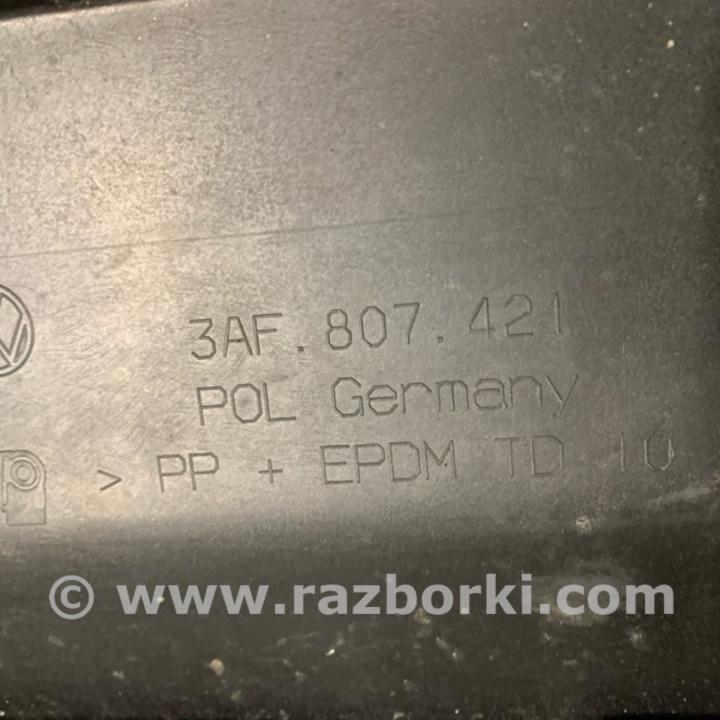 3AF.807.421
POL Germany
> PP + EPDM TD 10
© www.razborki.com